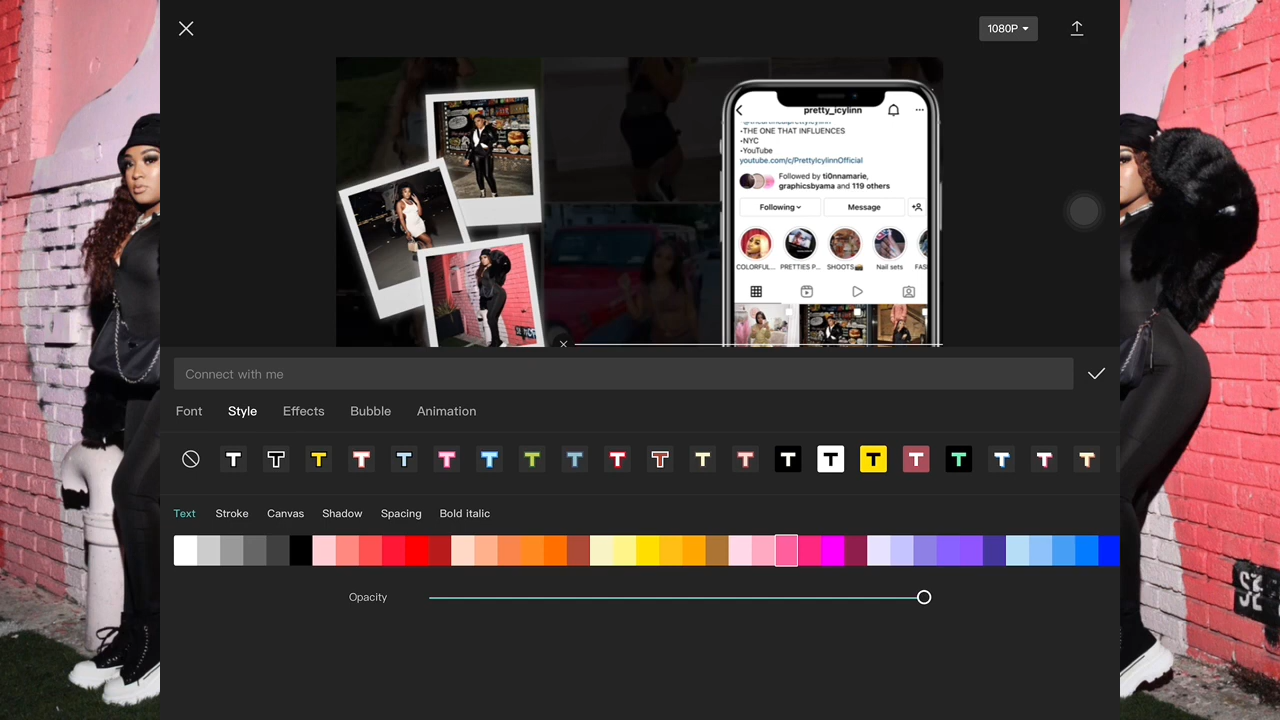 1080P
pretty_icylinn
•THE ONE THAT INFLUENCES
•NYC
•YouTube
youtube.com/c/PrettyIcylinnOfficial
Followed by ti0nnamarie,
graphicsbyama and 119 others
Following
Message
COLORFUL...
PRETTIES P...
SHOOTS📸
Nail sets
FAS
Connect with me
Font
Style
Effects
Bubble
Animation
T T T T T T T T T T T T T T T T T T T T T
Text
Stroke
Canvas
Shadow
Spacing
Bold italic
Opacity